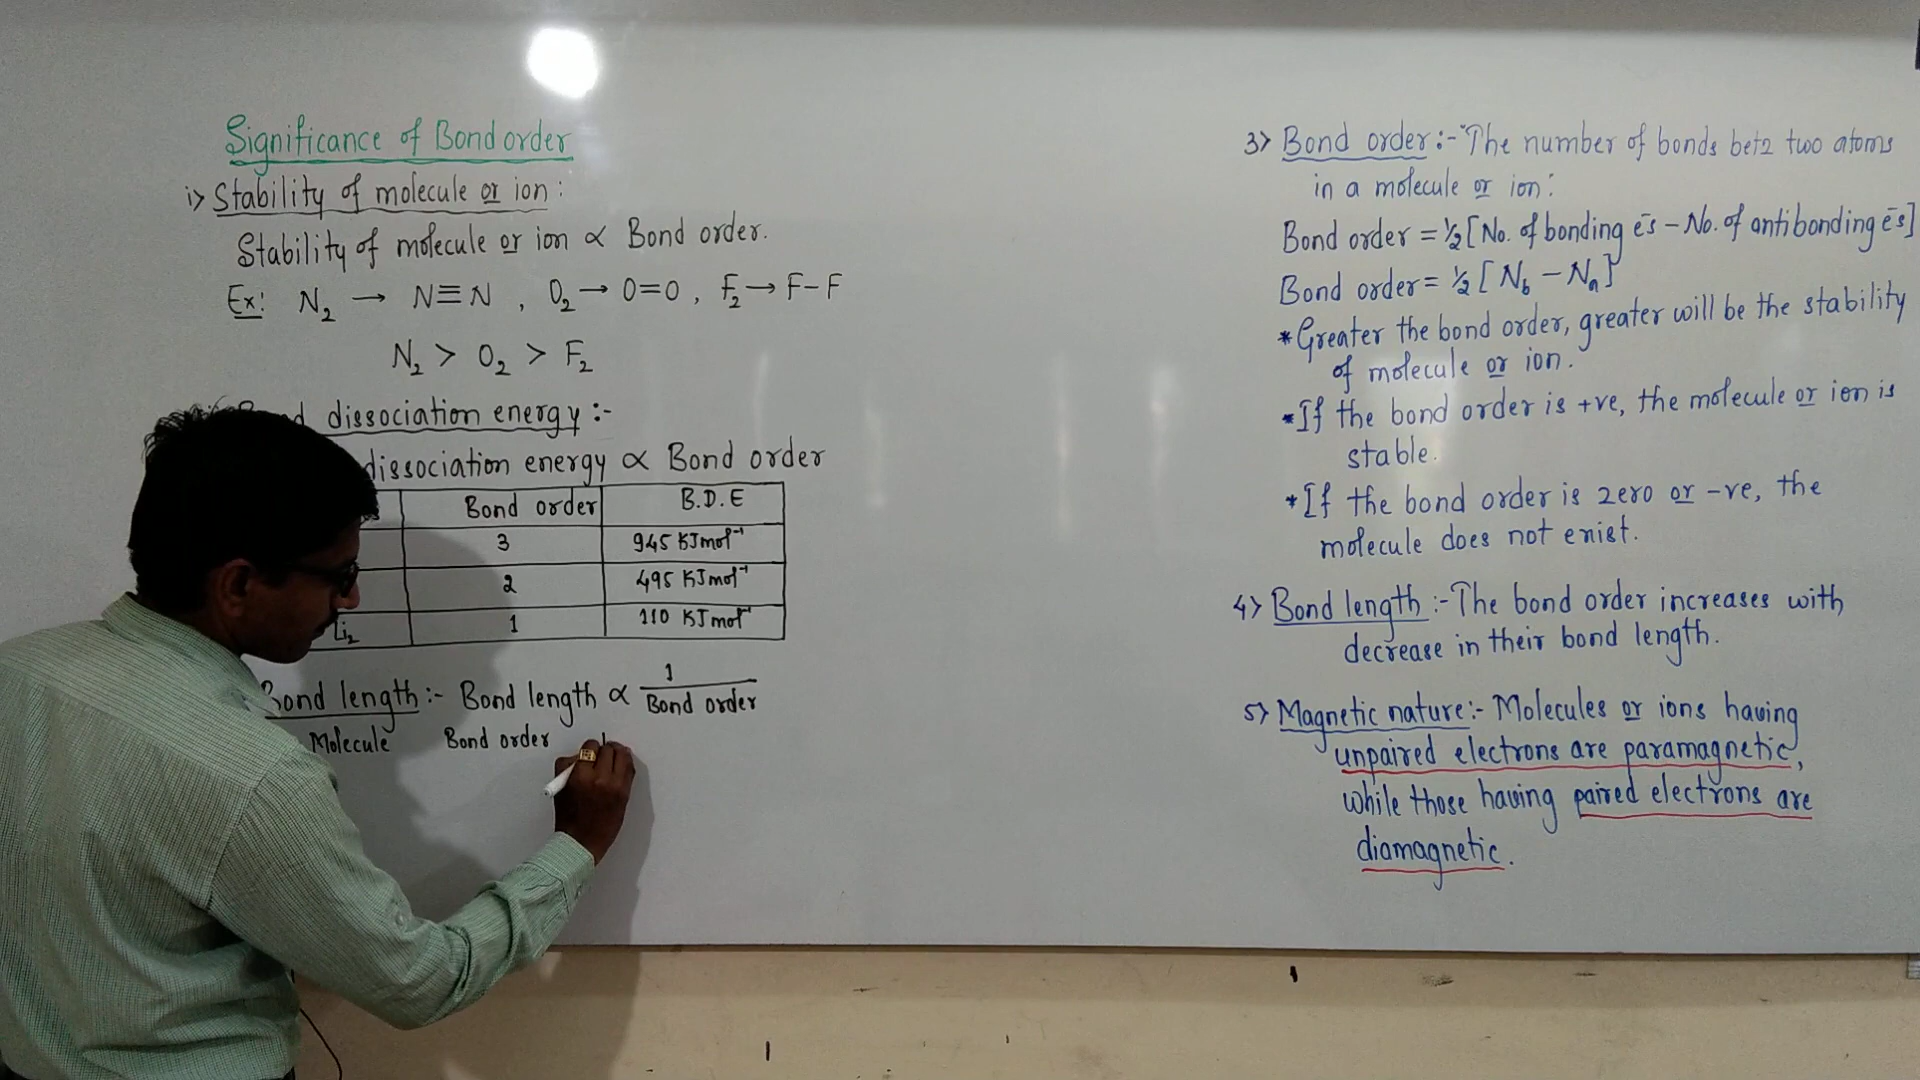 Significance of Bond order
i> Stability of molecule or ion :
Stability of molecule or ion ∝ Bond order.
Ex: N₂ → N≡N , O₂ → O=O , F₂ → F-F
N₂ > O₂ > F₂
dissociation energy :-
dissociation energy ∝ Bond order
Bond order B.D.E
3 945 KJmol⁻¹
2 495 KJmol⁻¹
Li₂ 1 110 KJmol⁻¹
Bond length :- Bond length ∝ 1/Bond order
Molecule Bond order
3> Bond order :- "The number of bonds bet2 two atoms
in a molecule or ion:
Bond order = ½ [No. of bonding ēs - No. of antibonding ēs]
Bond order = ½ [Nb - Na]
* Greater the bond order, greater will be the stability
of molecule or ion.
* If the bond order is +ve, the molecule or ion is
stable.
* If the bond order is zero or -ve, the
molecule does not exist.
4> Bond length :- The bond order increases with
decrease in their bond length.
5> Magnetic nature :- Molecules or ions having
unpaired electrons are paramagnetic,
while those having paired electrons are
diamagnetic.